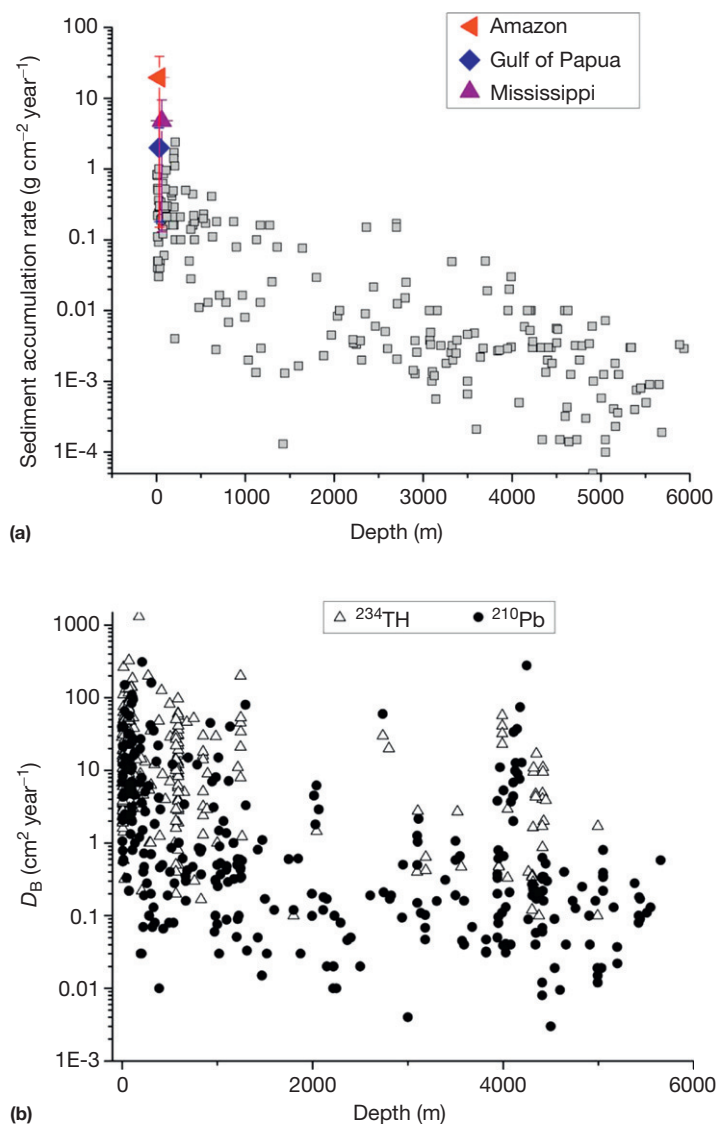 100
10
1
0.1
0.01
1E−3
1E−4
Sediment accumulation rate (g cm−2 year−1)
Amazon
Gulf of Papua
Mississippi
0 1000 2000 3000 4000 5000 6000
Depth (m)
(a)
234TH 210Pb
1000
100
10
1
0.1
0.01
1E−3
DB (cm2 year−1)
0 2000 4000 6000
Depth (m)
(b)